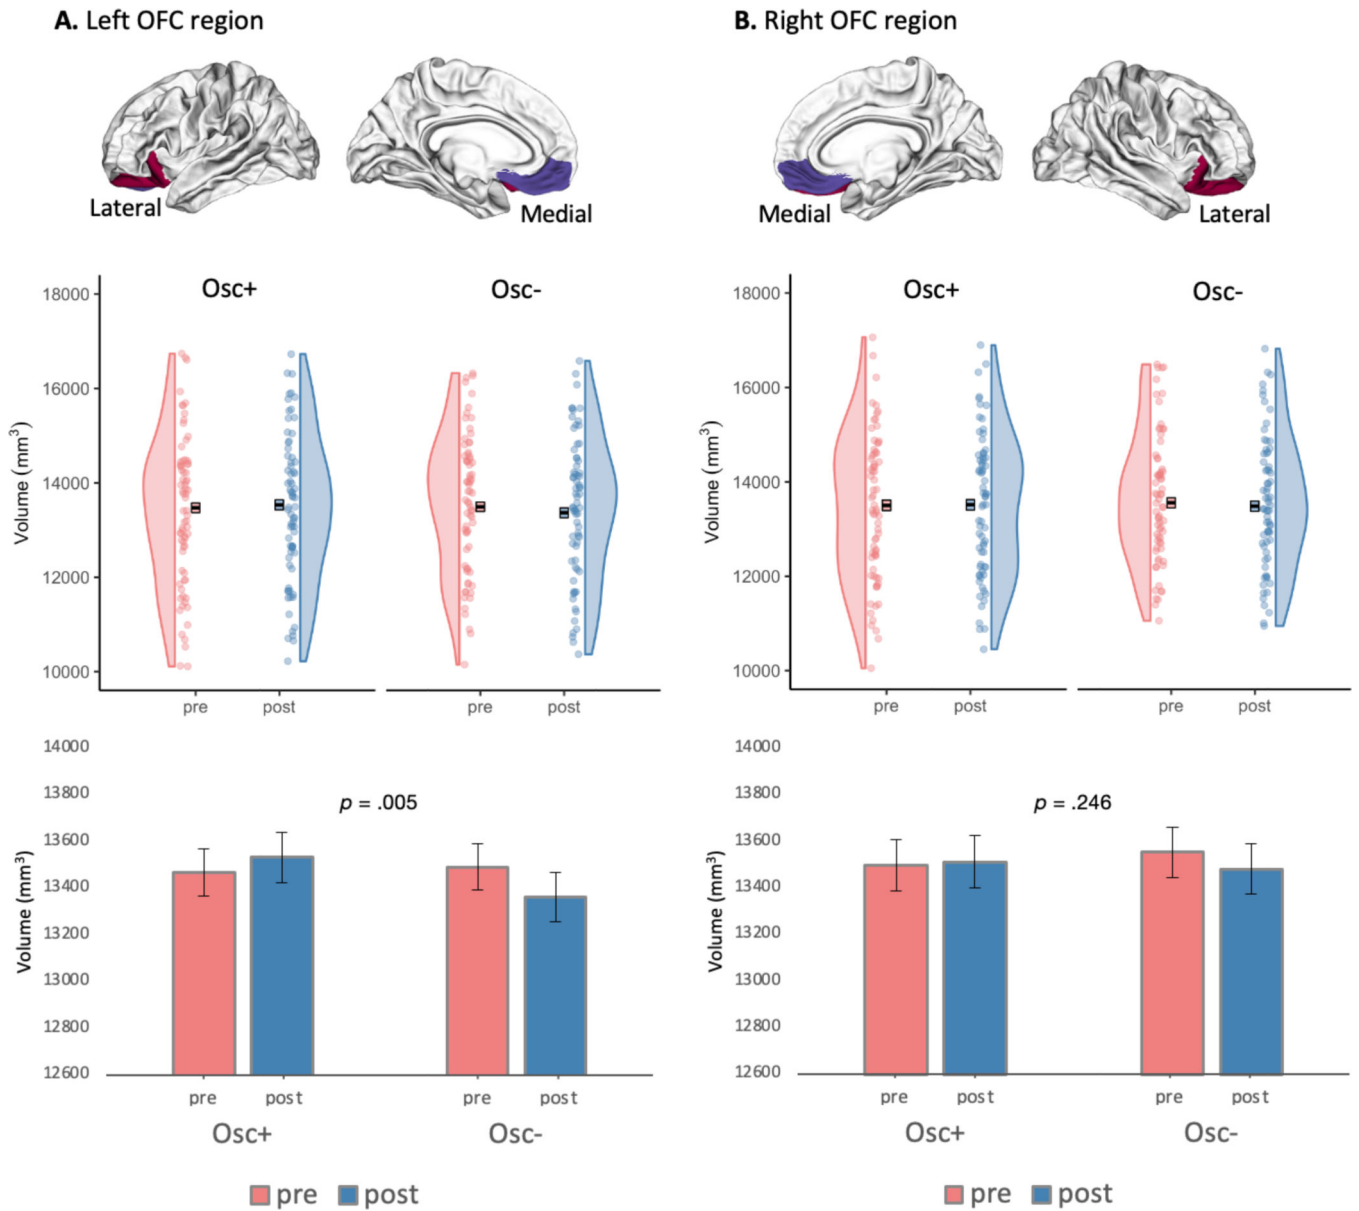 A. Left OFC region
B. Right OFC region
Lateral
Medial
Medial
Lateral
Osc+
Osc-
18000
16000
14000
12000
10000
Volume (mm³)
pre
post
pre
post
Osc+
Osc-
18000
16000
14000
12000
10000
Volume (mm³)
pre
post
pre
post
14000
13800
13600
13400
13200
13000
12800
12600
Volume (mm³)
p = .005
pre
post
pre
post
Osc+
Osc-
pre
post
14000
13800
13600
13400
13200
13000
12800
12600
Volume (mm³)
p = .246
pre
post
pre
post
Osc+
Osc-
pre
post